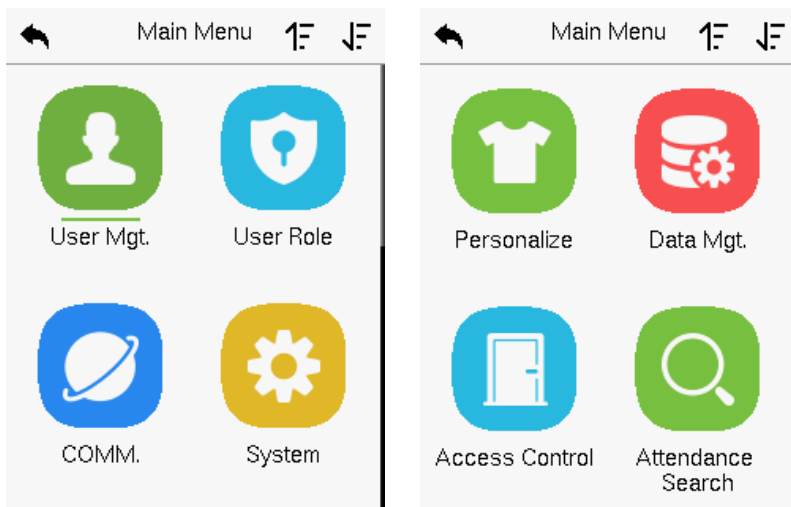 Main Menu
User Mgt.
User Role
COMM.
System
Main Menu
Personalize
Data Mgt.
Access Control
Attendance
Search